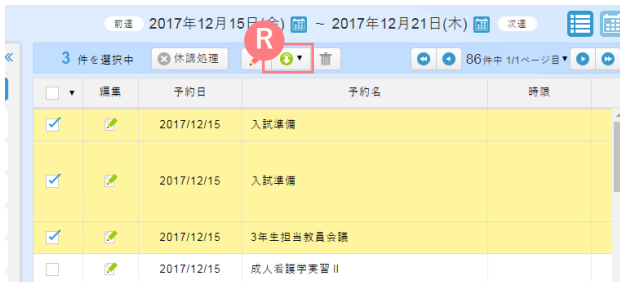 前週 2017年12月15日(金) ~ 2017年12月21日(木) 次週
R
3 件を選択中 休講処理 86件中 1/1ページ目▼
▼ 編集 予約日 予約名 時限
2017/12/15 入試準備
2017/12/15 入試準備
2017/12/15 3年生担当教員会議
2017/12/15 成人看護学実習Ⅱ